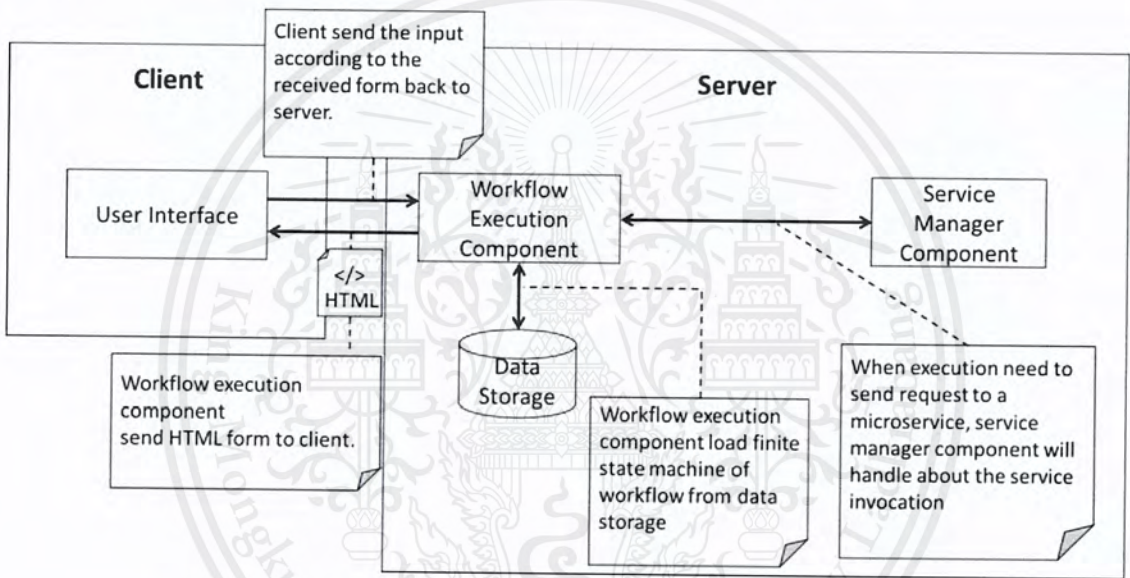 Client send the input
according to the
received form back to
server.
Client
Server
User Interface
Workflow
Execution
Component
Service
Manager
Component
</>
HTML
Data
Storage
Workflow execution
component
send HTML form to client.
Workflow execution
component load finite
state machine of
workflow from data
storage
When execution need to
send request to a
microservice, service
manager component will
handle about the service
invocation
King Mongkut